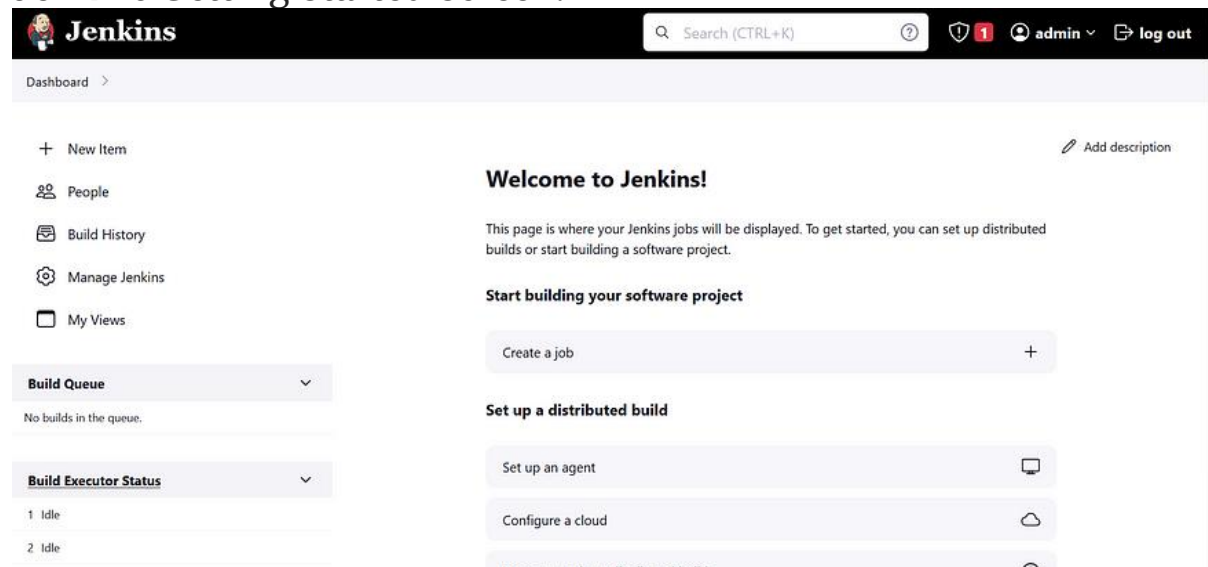 Jenkins
Search (CTRL+K)
1
admin
log out
Dashboard
New Item
People
Build History
Manage Jenkins
My Views
Build Queue
No builds in the queue.
Build Executor Status
1 Idle
2 Idle
Add description
Welcome to Jenkins!
This page is where your Jenkins jobs will be displayed. To get started, you can set up distributed
builds or start building a software project.
Start building your software project
Create a job
Set up a distributed build
Set up an agent
Configure a cloud